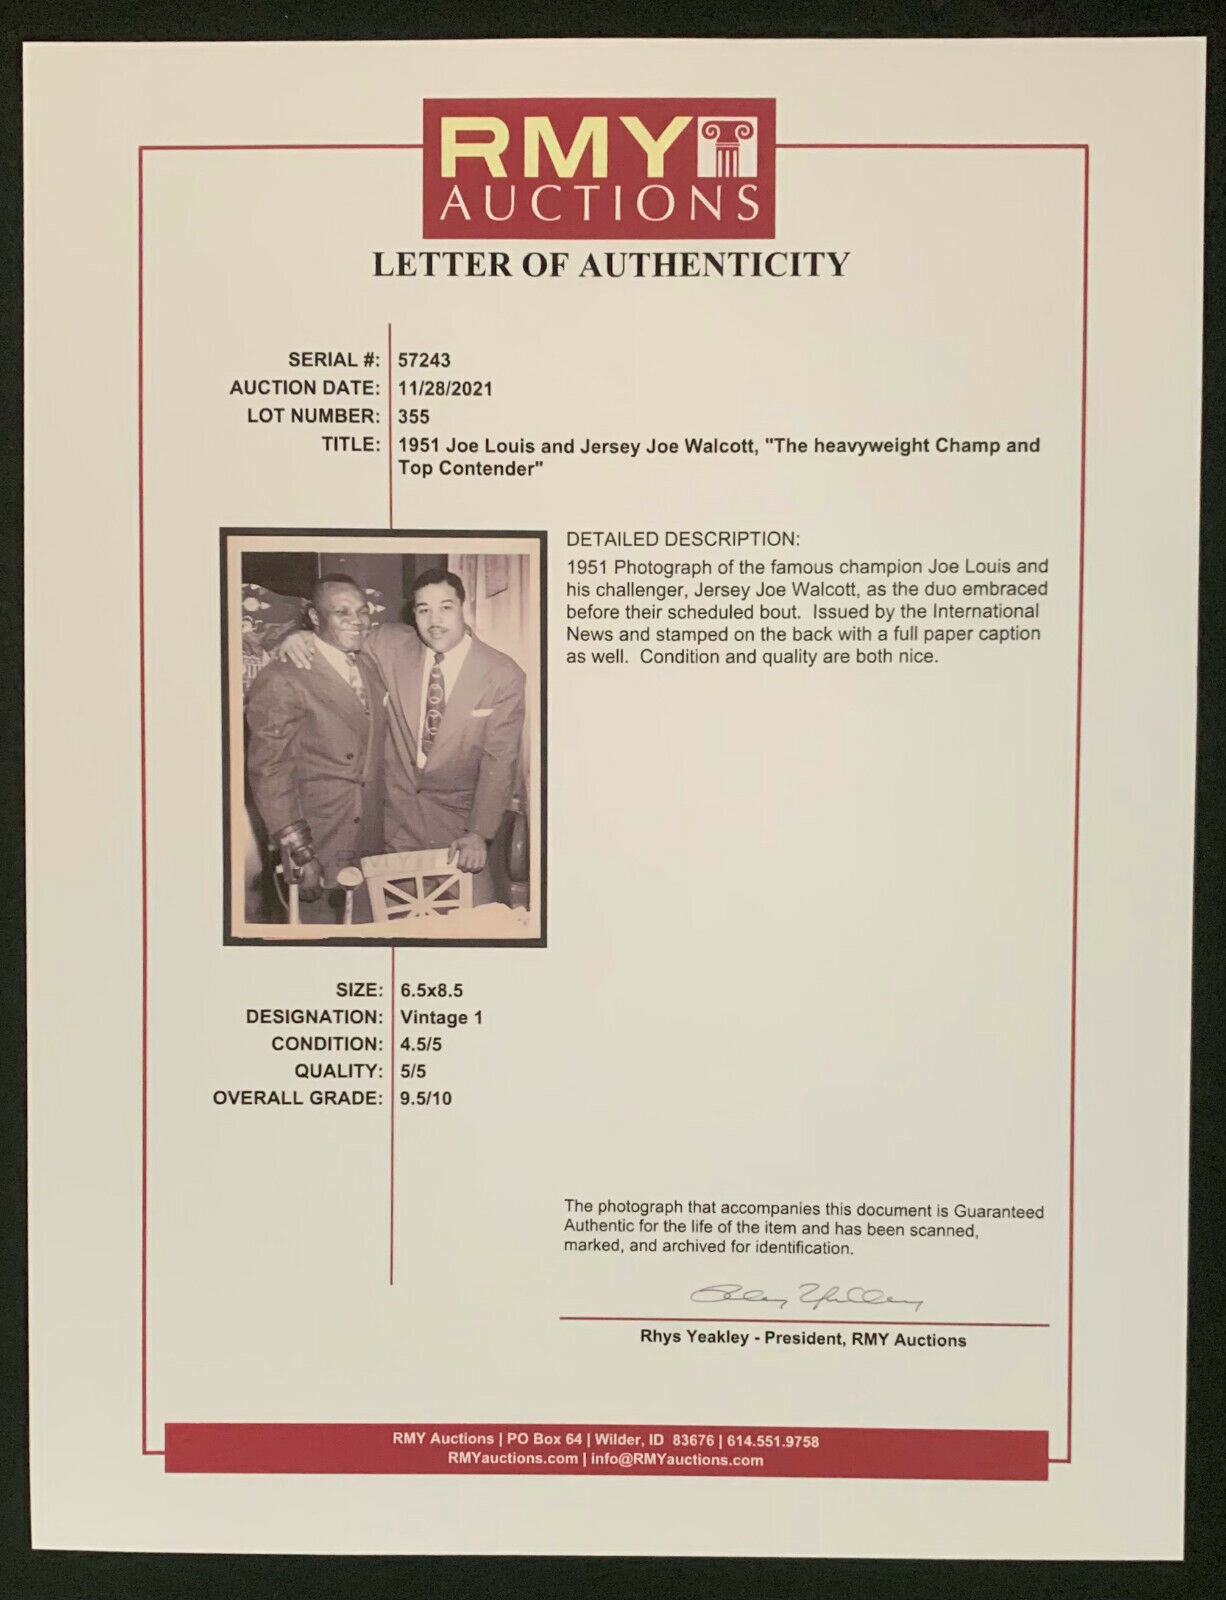 RMY
AUCTIONS
LETTER OF AUTHENTICITY
SERIAL #: 57243
AUCTION DATE: 11/28/2021
LOT NUMBER: 355
TITLE: 1951 Joe Louis and Jersey Joe Walcott, "The heavyweight Champ and
Top Contender"
DETAILED DESCRIPTION:
1951 Photograph of the famous champion Joe Louis and
his challenger, Jersey Joe Walcott, as the duo embraced
before their scheduled bout. Issued by the International
News and stamped on the back with a full paper caption
as well. Condition and quality are both nice.
RMY
SIZE: 6.5x8.5
DESIGNATION: Vintage 1
CONDITION: 4.5/5
QUALITY: 5/5
OVERALL GRADE: 9.5/10
The photograph that accompanies this document is Guaranteed
Authentic for the life of the item and has been scanned,
marked, and archived for identification.
Rhys Yeakley - President, RMY Auctions
RMY Auctions | PO Box 64 | Wilder, ID 83676 | 614.551.9758
RMYauctions.com | info@RMYauctions.com